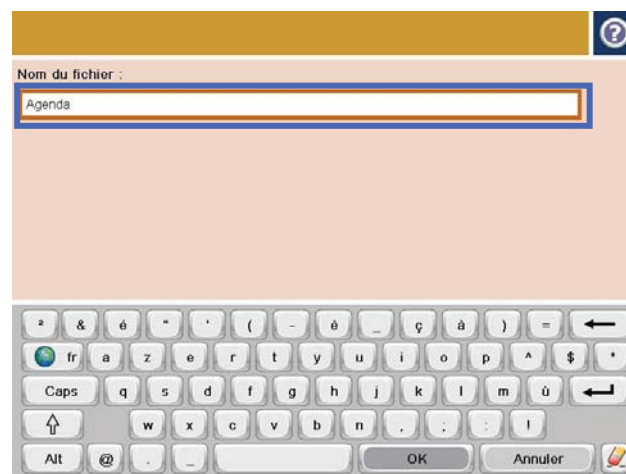 ?
Nom du fichier :
Agenda
² & é " ' ( - è _ ç à ) =
fr a z e r t y u i o p ^ $ *
Caps q s d f g h j k l m ù
w x c v b n , ; : !
Alt @ . _ OK Annuler